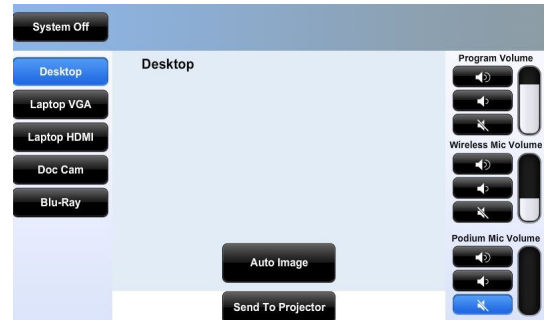 System Off
Desktop
Laptop VGA
Laptop HDMI
Doc Cam
Blu-Ray
Desktop
Auto Image
Send To Projector
Program Volume
Wireless Mic Volume
Podium Mic Volume